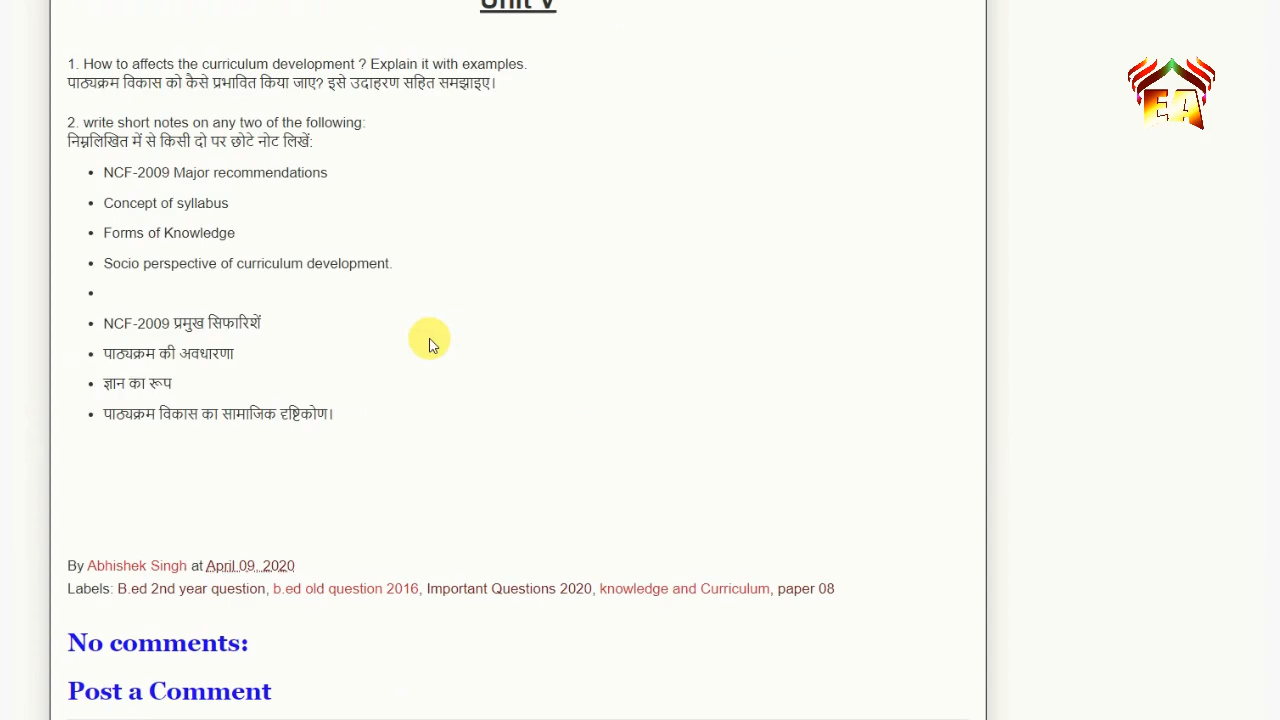 Unit V
1. How to affects the curriculum development ? Explain it with examples.
पाठ्यक्रम विकास को कैसे प्रभावित किया जाए? इसे उदाहरण सहित समझाइए।
2. write short notes on any two of the following:
निम्नलिखित में से किसी दो पर छोटे नोट लिखें:
NCF-2009 Major recommendations
Concept of syllabus
Forms of Knowledge
Socio perspective of curriculum development.
NCF-2009 प्रमुख सिफारिशें
पाठ्यक्रम की अवधारणा
ज्ञान का रूप
पाठ्यक्रम विकास का सामाजिक दृष्टिकोण।
By Abhishek Singh at April 09, 2020
Labels: B.ed 2nd year question, b.ed old question 2016, Important Questions 2020, knowledge and Curriculum, paper 08
No comments:
Post a Comment
EA